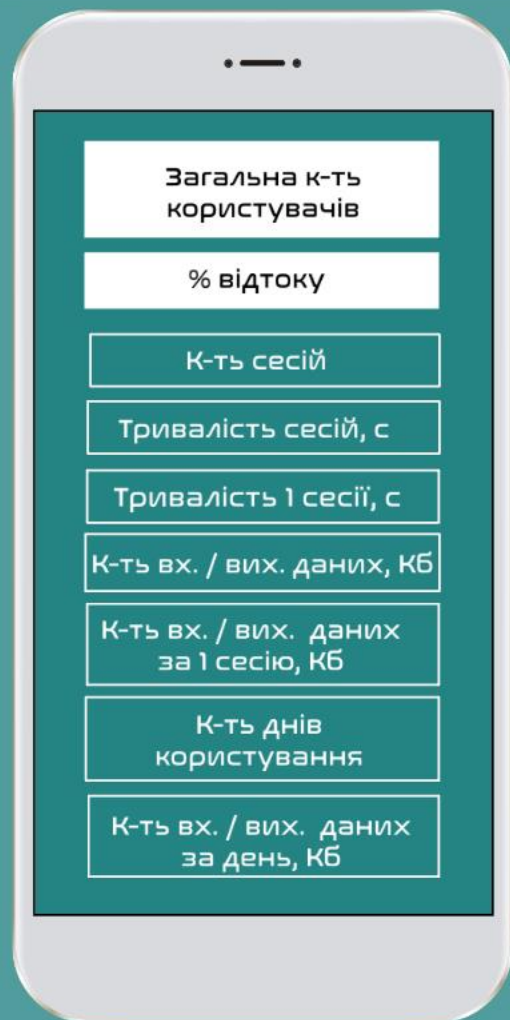 Загальна к-ть
користувачів
% відтоку
К-ть сесій
Тривалість сесій, с
Тривалість 1 сесії, с
К-ть вх. / вих. даних, Кб
К-ть вх. / вих. даних
за 1 сесію, Кб
К-ть днів
користування
К-ть вх. / вих. даних
за день, Кб